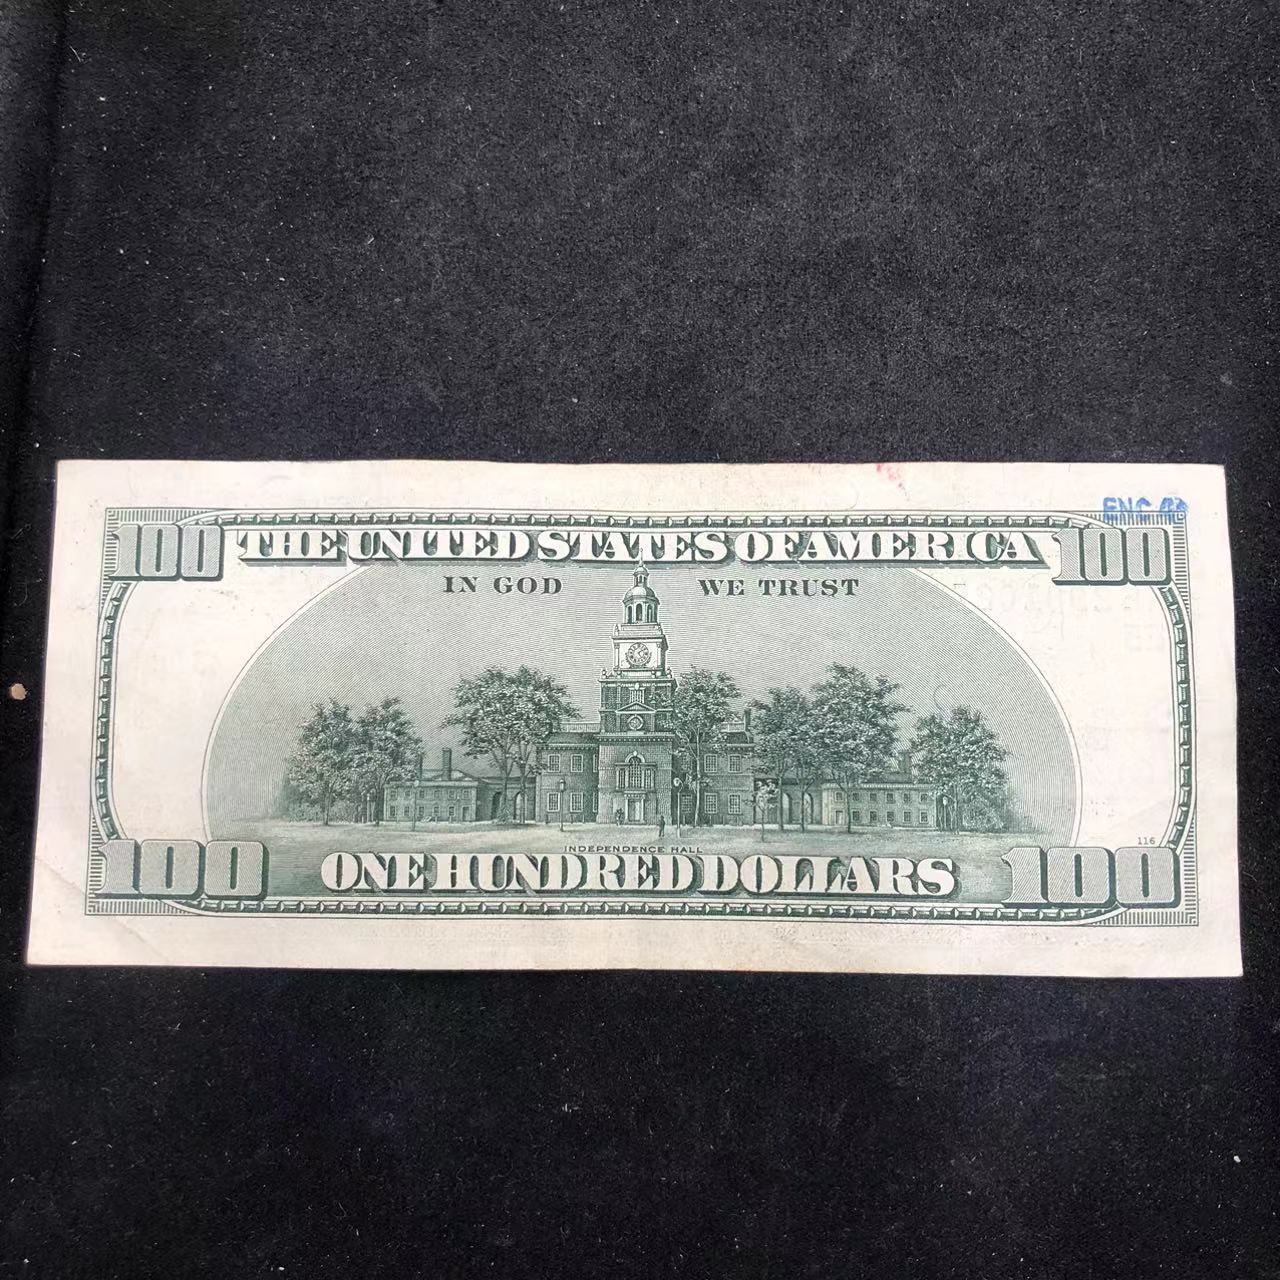 100 THE UNITED STATES OF AMERICA 100
IN GOD WE TRUST
116
INDEPENDENCE HALL
100 ONE HUNDRED DOLLARS 100